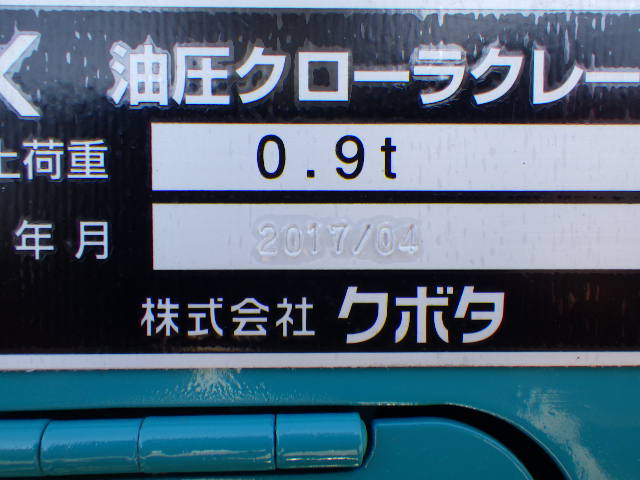 油圧クローラクレー
上荷重 0.9t
年月 2017/04
株式会社 クボタ